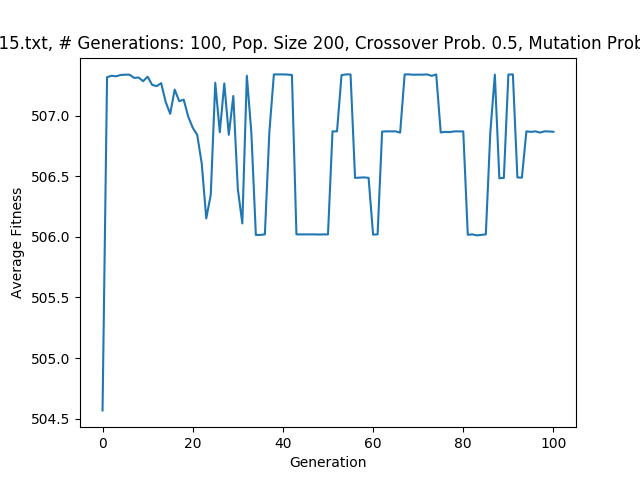 15.txt, # Generations: 100, Pop. Size 200, Crossover Prob. 0.5, Mutation Prob
507.0
506.5
506.0
505.5
505.0
504.5
Average Fitness
0 20 40 60 80 100
Generation